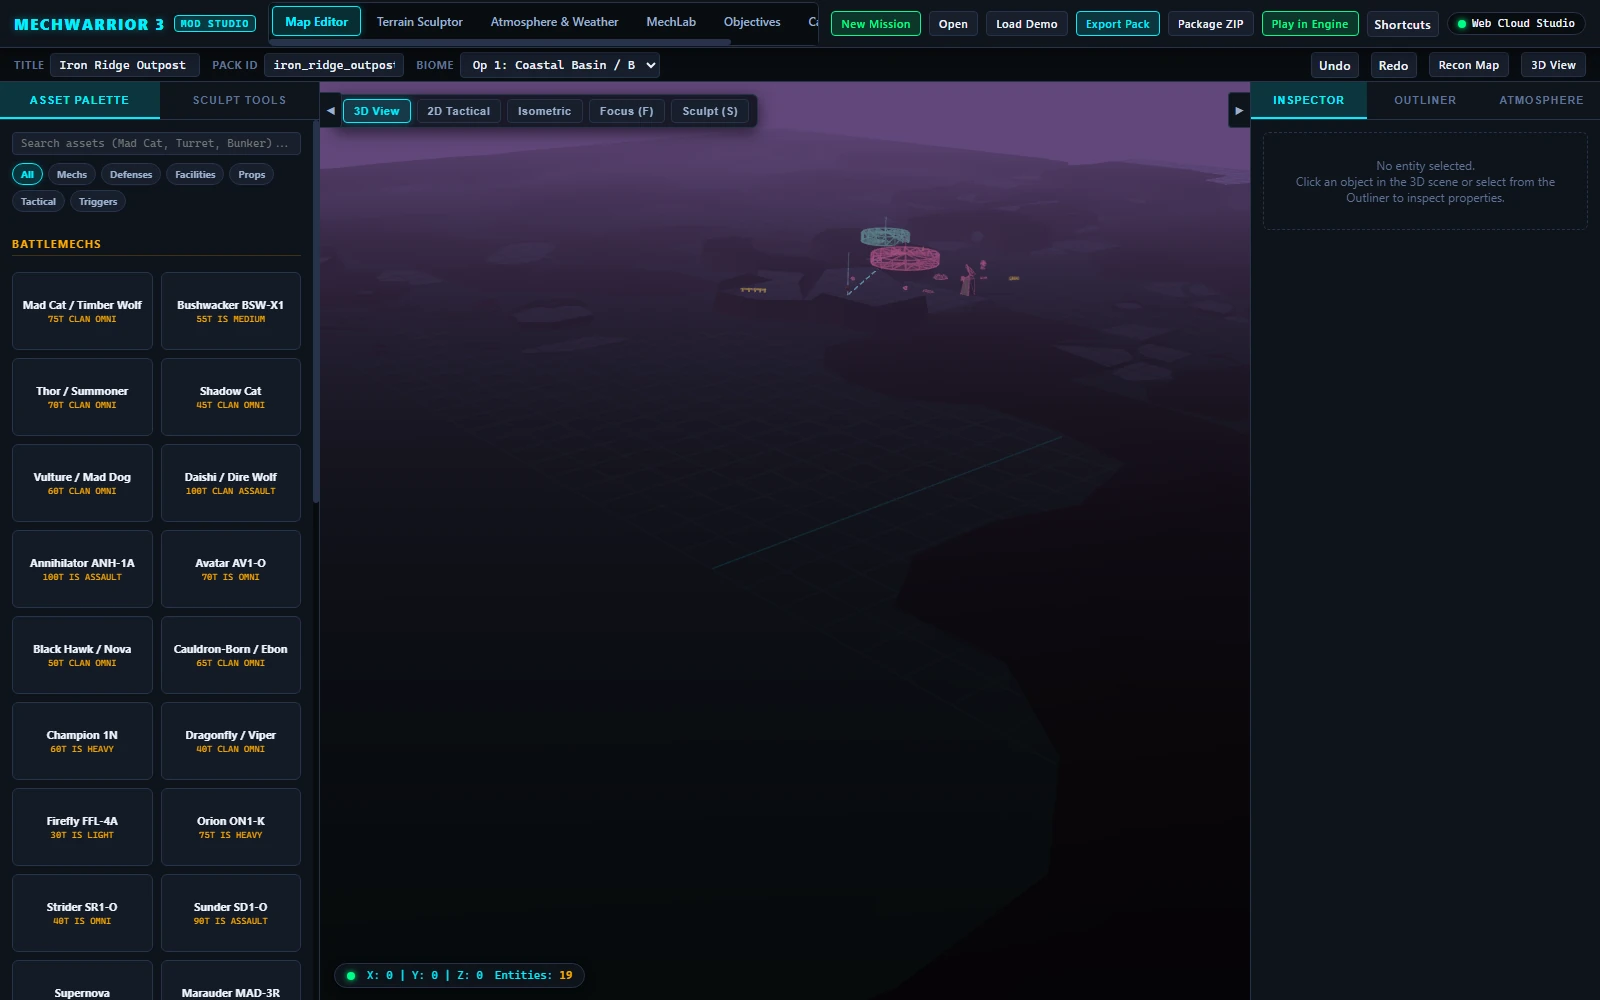 MECHWARRIOR 3 MOD STUDIO Map Editor Terrain Sculptor Atmosphere & Weather MechLab Objectives New Mission Open Load Demo Export Pack Package ZIP Play in Engine Shortcuts Web Cloud Studio
TITLE Iron Ridge Outpost PACK ID iron_ridge_outpost BIOME Op 1: Coastal Basin / B Undo Redo Recon Map 3D View
ASSET PALETTE SCULPT TOOLS
3D View 2D Tactical Isometric Focus (F) Sculpt (S)
INSPECTOR OUTLINER ATMOSPHERE
Search assets (Mad Cat, Turret, Bunker)...
All Mechs Defenses Facilities Props
Tactical Triggers
No entity selected.
Click an object in the 3D scene or select from the
Outliner to inspect properties.
BATTLEMECHS
Mad Cat / Timber Wolf
75T CLAN OMNI
Bushwacker BSW-X1
55T IS MEDIUM
Thor / Summoner
70T CLAN OMNI
Shadow Cat
45T CLAN OMNI
Vulture / Mad Dog
60T CLAN OMNI
Daishi / Dire Wolf
100T CLAN ASSAULT
Annihilator ANH-1A
100T IS ASSAULT
Avatar AV1-O
70T IS OMNI
Black Hawk / Nova
50T CLAN OMNI
Cauldron-Born / Ebon
65T CLAN OMNI
Champion 1N
60T IS HEAVY
Dragonfly / Viper
40T CLAN OMNI
Firefly FFL-4A
30T IS LIGHT
Orion ON1-K
75T IS HEAVY
Strider SR1-O
40T IS OMNI
Sunder SD1-O
90T IS ASSAULT
Supernova
Marauder MAD-3R
X: 0 | Y: 0 | Z: 0 Entities: 19